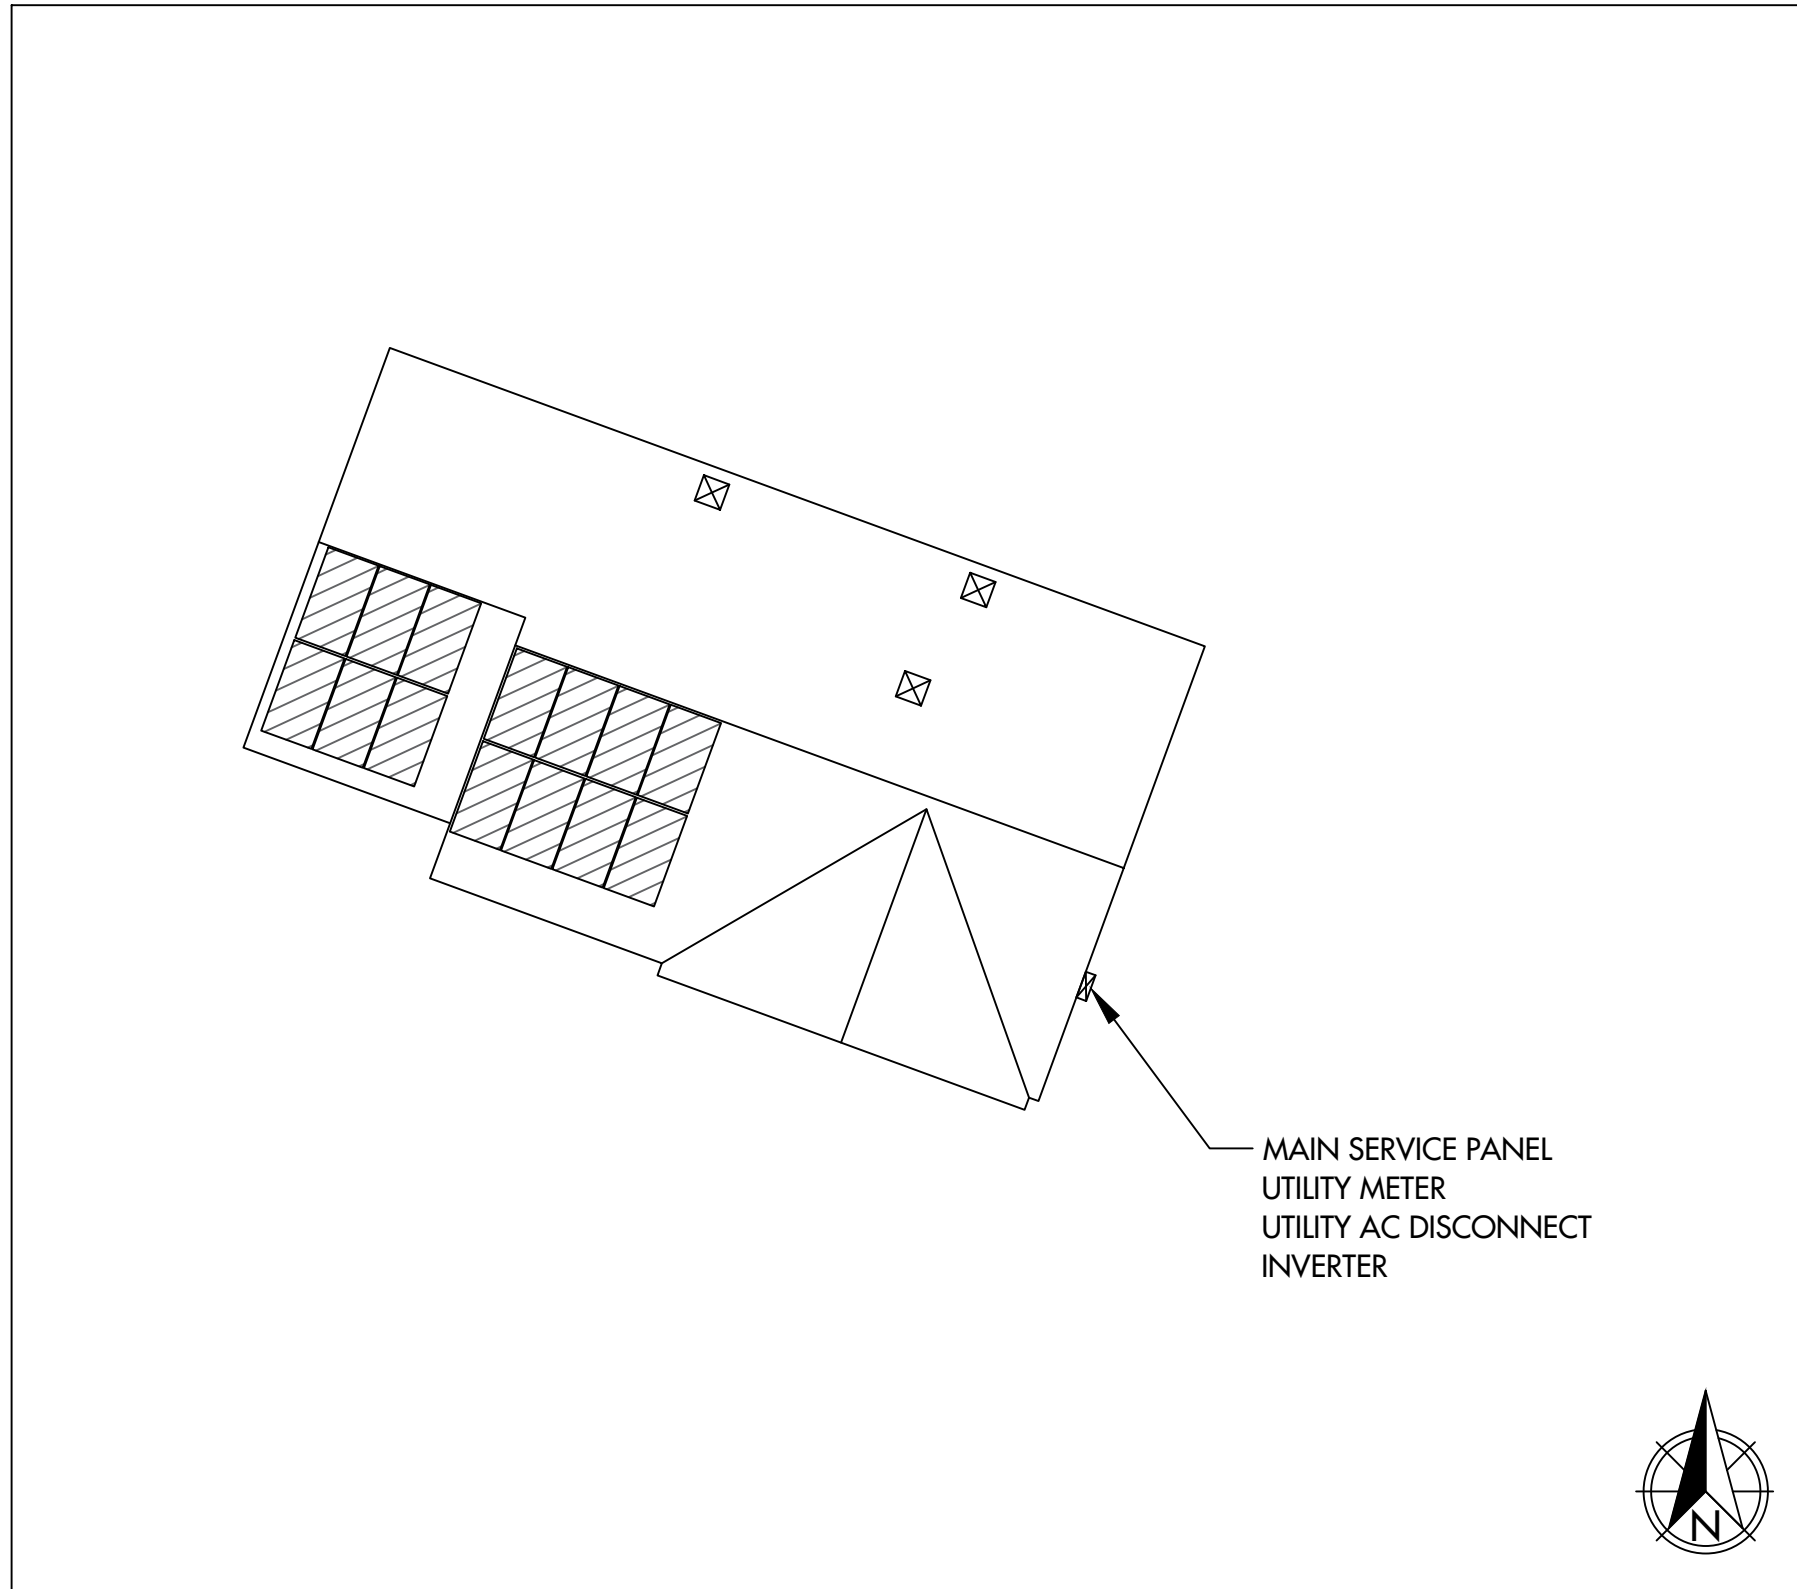 MAIN SERVICE PANEL
UTILITY METER
UTILITY AC DISCONNECT
INVERTER
N